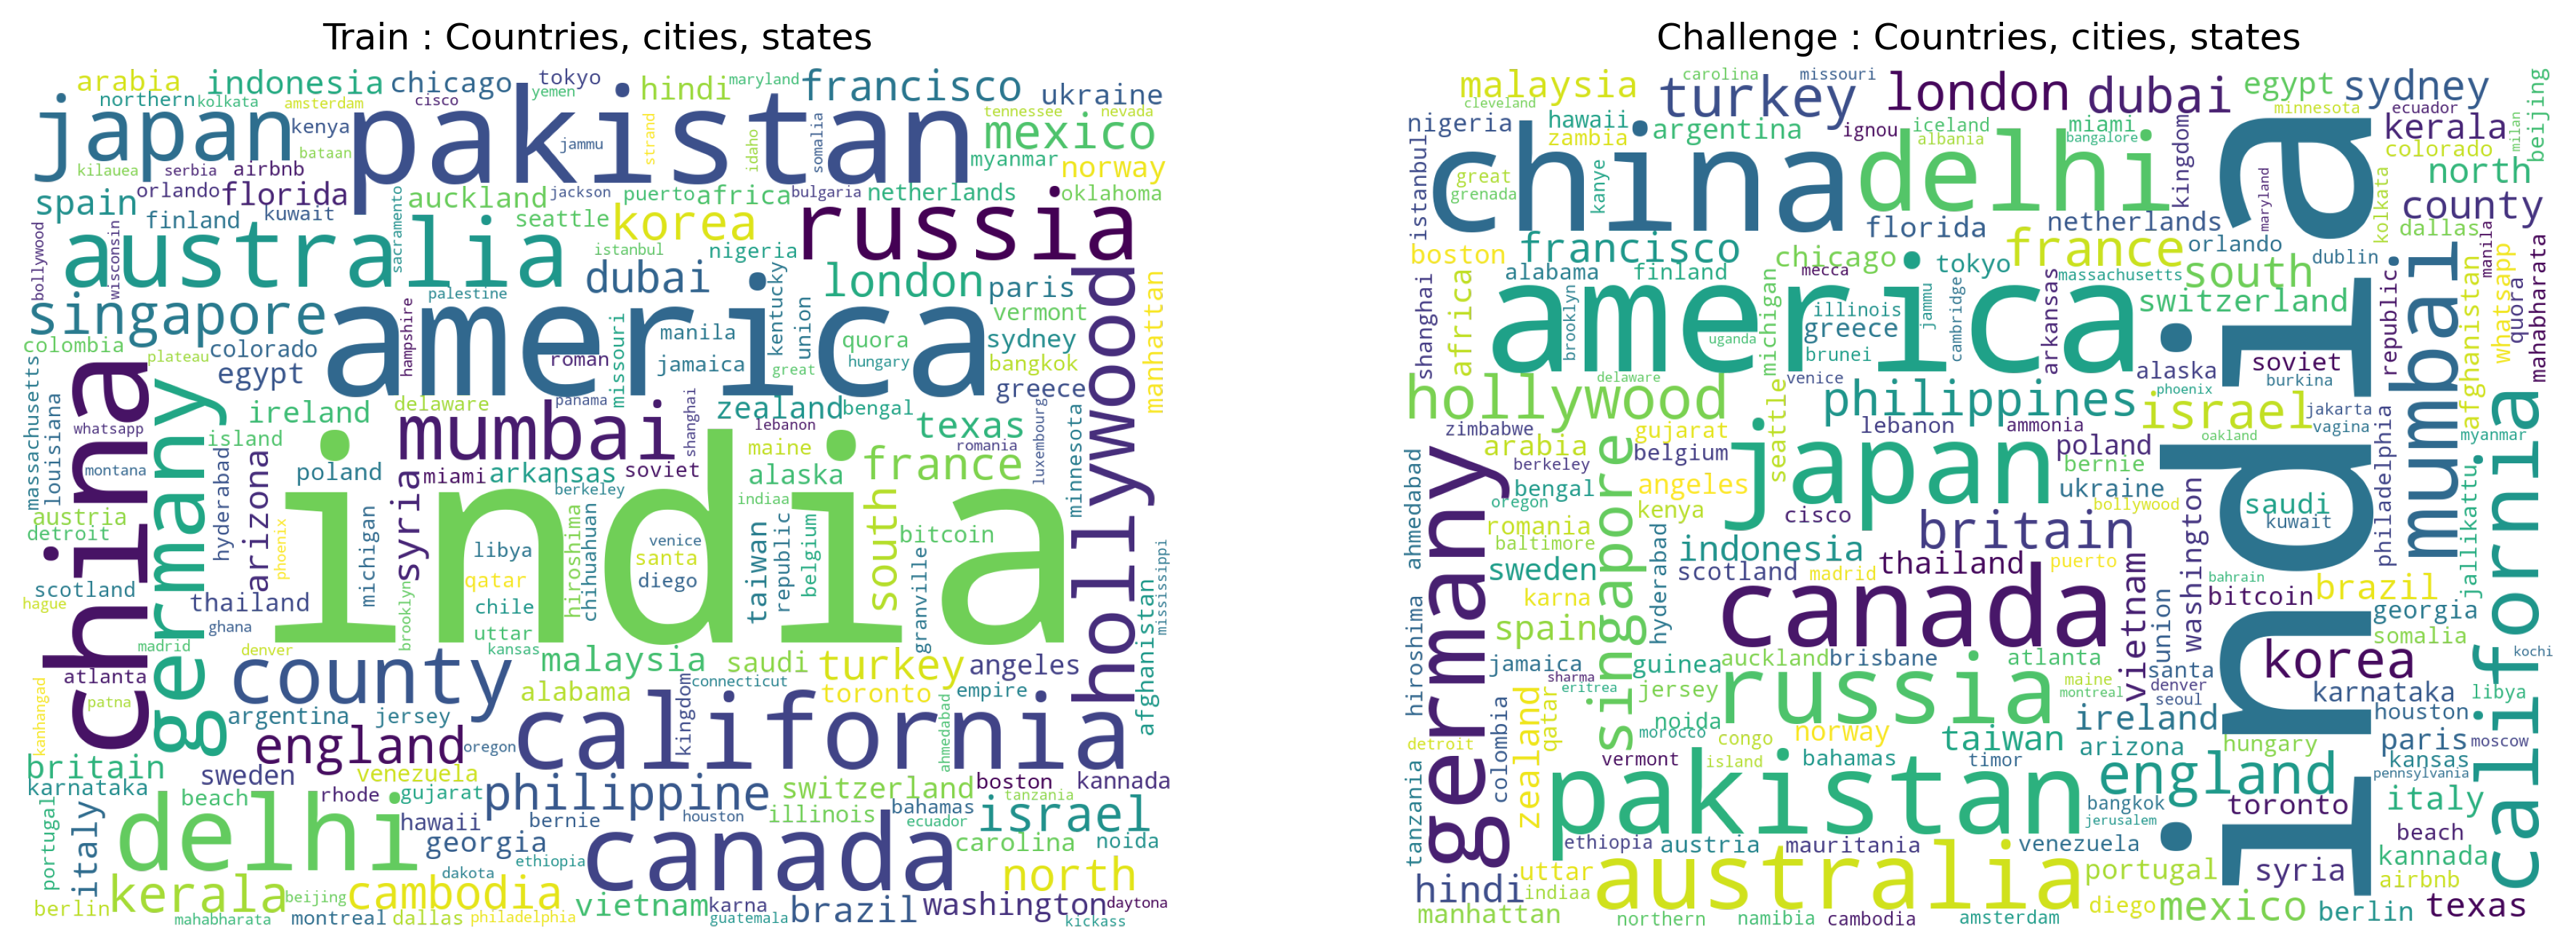 Train : Countries, cities, states
arabia indonesia chicago tokyo hindi maryland francisco ukraine
northern kolkata amsterdam cisco yemen tennessee nevada
japan kenya pakistan mexico
bataan jammu strand idaho somalia myanmar norway
kilauea serbia airbnb
orlando florida auckland jackson puerto africa bulgaria netherlands oklahoma
spain finland kuwait seattle korea russia
bollywood wisconsin australia sacramento istanbul nigeria
dubai london paris
singapore palestine kentucky vermont
hampshire america missouri manila union quora sydney
colombia plateau colorado roman jamaica great hungary bangkok manhattan
egypt greece hollywood
massachusetts louisiana china germany ireland delaware panama zealand bengal
whatsapp island mumbai shanghai lebanon texas luxembourg minnesota
montana hyderabad arizona poland syria miami arkansas soviet maine romania
berkeley alaska france
austria india indiaa
detroit phoenix michigan libya hiroshima chihuahuan venice taiwan republic belgium south bitcoin
santa
scotland qatar diego
hague thailand brooklyn chile granville afghanistan mississippi
ghana uttar
madrid denver kansas
atlanta county malaysia saudi turkey angeles
connecticut
patna alabama toronto empire
kanhangad argentina jersey california
england oregon kingdom ahmedabad
britain sweden venezuela switzerland boston kannada
karnataka beach rhode gujarat philippine tanzania
portugal italy delhi hawaii bernie houston illinois bahamas israel
ecuador
georgia canada carolina noida
ethiopia
dakota north
berlin kerala beijing cambodia
mahabharata montreal dallas philadelphia vietnam karna brazil washington daytona
guatemala kickass
Challenge : Countries, cities, states
malaysia carolina missouri london dubai egypt sydney
cleveland turkey minnesota ecuador beijing
nigeria hawaii argentina ignou iceland miami kerala milan
istanbul zambia china albania delhi bangalore kingdom colorado
great kanye north
grenada maryland kolkata
florida netherlands county
boston francisco chicago france orlando dallas
alabama finland mecca tokyo dublin manila
shanghai africa massachusetts south mumbai afghanistan whatsapp quora mahabharata
brooklyn america michigan illinois jammu cambridge arkansas switzerland republic
greece
uganda brunei soviet
delaware venice alaska burkina
hollywood phoenix
philippines israel jakarta
zimbabwe gujarat seattle lebanon ammonia vagina philadelphia myanmar
arabia oakland
ahmedabad berkeley belgium japan poland california
bengal singapore angeles bernie jallikattu
oregon kenya ukraine saudi
romania cisco bollywood kuwait
baltimore hyderabad indonesia britain washington
sweden scotland thailand madrid puerto india bahrain
hiroshima germany karna canada vietnam union bitcoin brazil
georgia
spain somalia
jamaica guinea auckland brisbane atlanta korea kochi
sharma santa
eritrea jersey russia maine denver karnataka libya
montreal seoul
colombia zealand qatar noida ireland houston
morocco congo norway
detroit taiwan arizona hungary paris moscow
tanzania vermont island bahamas timor kansas
pakistan england pennsylvania
bangkok toronto italy
jerusalem
ethiopia austria mauritania venezuela beach
uttar australia portugal syria kannada
hindi indiaa airbnb
manhattan northern namibia cambodia amsterdam diego mexico berlin texas